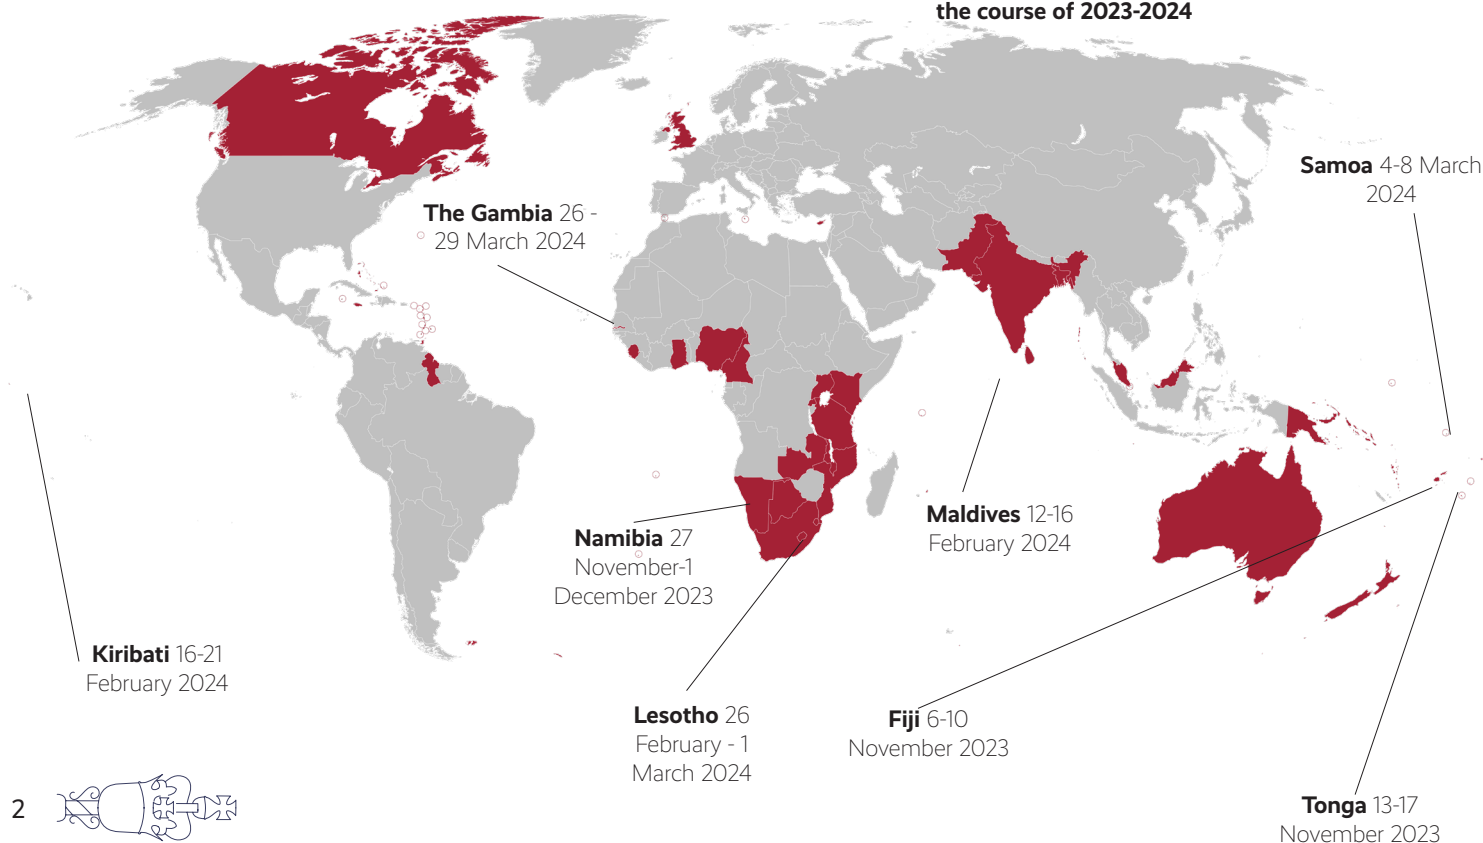 the course of 2023-2024
Samoa 4-8 March
2024
The Gambia 26 -
29 March 2024
Maldives 12-16
February 2024
Namibia 27
November-1
December 2023
Kiribati 16-21
February 2024
Lesotho 26
February - 1
March 2024
Fiji 6-10
November 2023
Tonga 13-17
November 2023
2